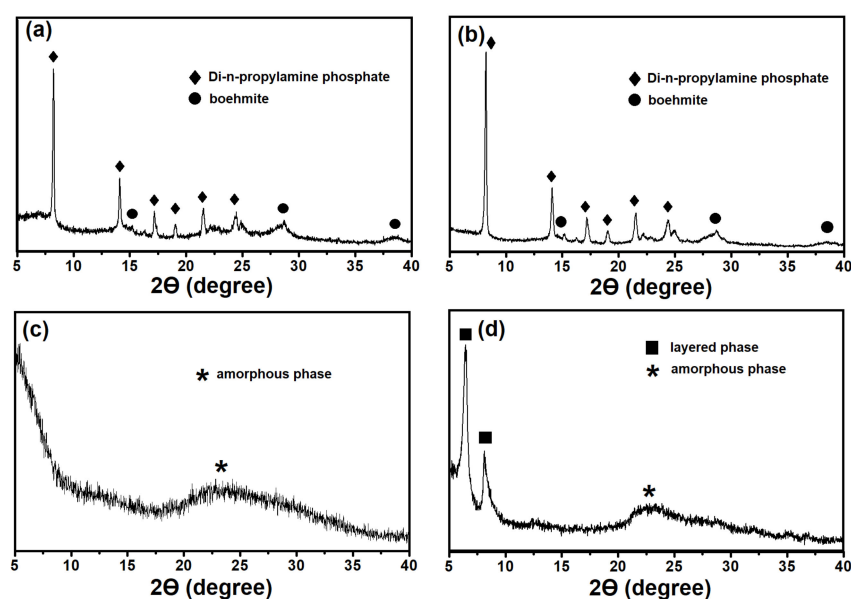 (a)
◆ Di-n-propylamine phosphate
● boehmite
5 10 15 20 25 30 35 40
2Θ (degree)
(b)
◆ Di-n-propylamine phosphate
● boehmite
5 10 15 20 25 30 35 40
2Θ (degree)
(c)
* amorphous phase
5 10 15 20 25 30 35 40
2Θ (degree)
(d)
■ layered phase
* amorphous phase
5 10 15 20 25 30 35 40
2Θ (degree)